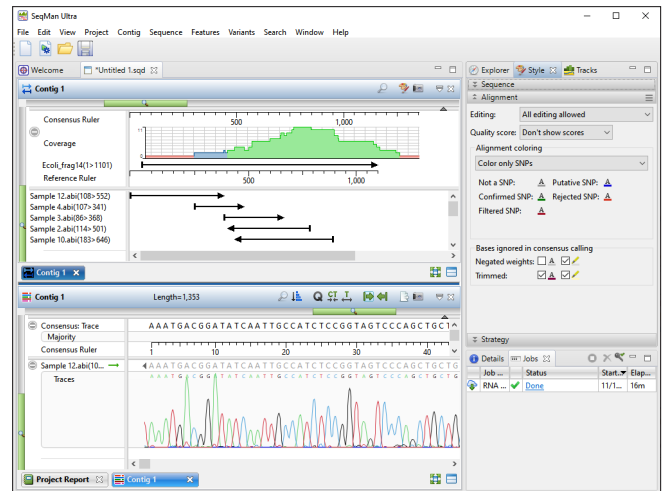 SeqMan Ultra
File Edit View Project Contig Sequence Features Variants Search Window Help
Welcome *Untitled 1.sqd
Contig 1
Consensus Ruler 500 1,000
Coverage
Ecoli_frag14(1>1101)
Reference Ruler 500 1,000
Sample 12.abi(108>552)
Sample 4.abi(107>341)
Sample 3.abi(86>368)
Sample 2.abi(114>501)
Sample 10.abi(183>646)
Contig 1
Contig 1 Length=1,353
Consensus: Trace AAATGACGGATATCAATTGCCATCTCCGGTAGTCCCAGCTGCT
Majority
Consensus Ruler 1 10 20 30 40
Sample 12.abi(10... AAATGACGGATATCAATTGCCATCTCCGGTAGTCCCAGCTGCTG
Traces AAATGACGGATATCAATTGCCATCTCCGGTAGTCCCAGCTGCTG
Project Report Contig 1
Explorer Style Tracks
Sequence
Alignment
Editing: All editing allowed
Quality score: Don't show scores
Alignment coloring
Color only SNPs
Not a SNP: A Putative SNP: A
Confirmed SNP: A Rejected SNP: A
Filtered SNP: A
Bases ignored in consensus calling
Negated weights: A
Trimmed: A
Strategy
Details Jobs
Job ... Status Start... Elap...
RNA ... Done 11/1... 16m